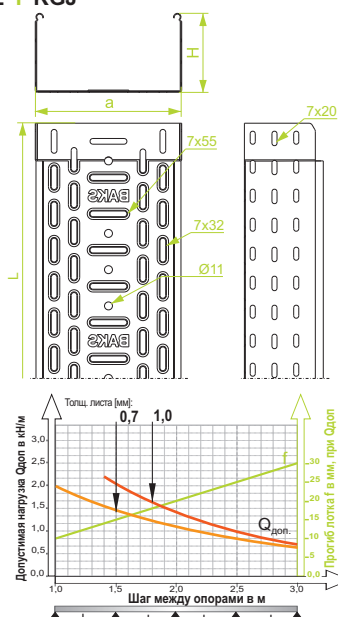 H
a
7x20
7x55
BAKS
7x32
L
Ø11
BAKS
Толщ. листа [мм]:
0,7
1,0
Допустимая нагрузка Qдоп в кН/м
3,0
2,5
2,0
1,5
1,0
0,5
0,0
f
Qдоп.
30
25
20
15
10
5
0,0
Прогиб лотка f в мм, при Qдоп
1,0
1,5
2,0
2,5
3,0
Шаг между опорами в м